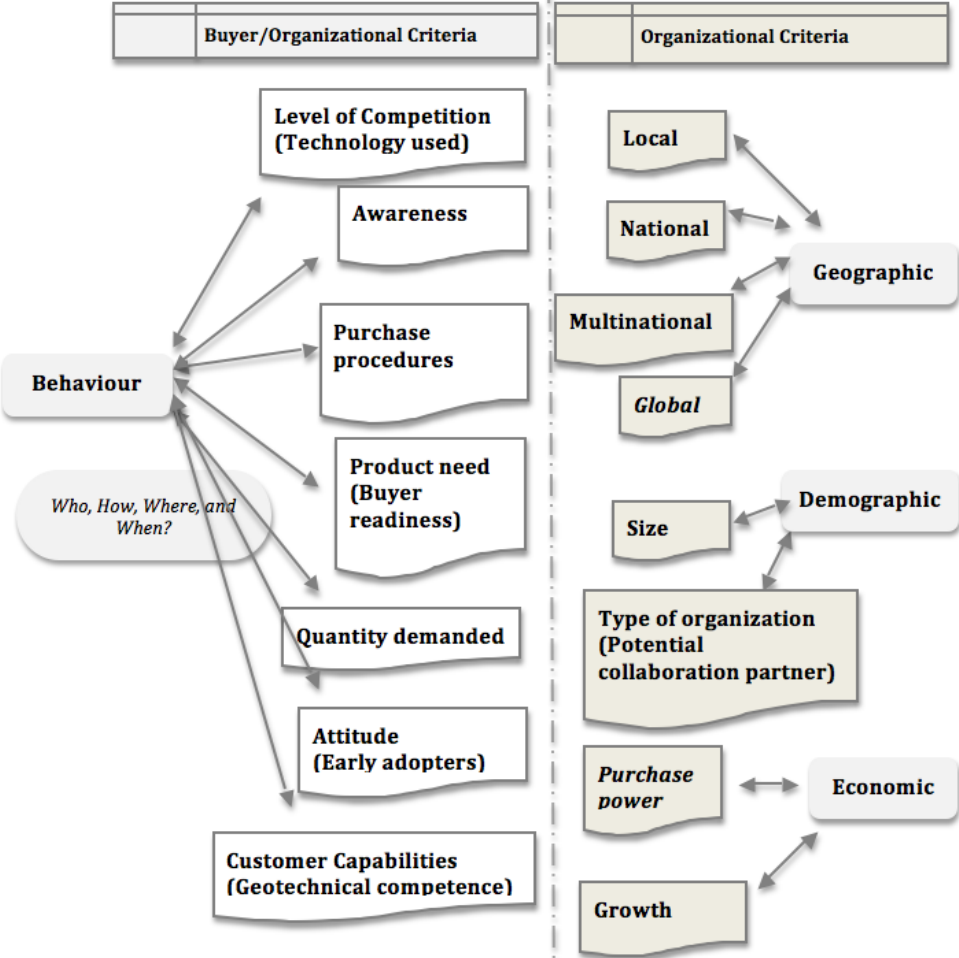 Buyer/Organizational Criteria
Level of Competition
(Technology used)
Awareness
Purchase
procedures
Behaviour
Product need
(Buyer
readiness)
Who, How, Where, and
When?
Quantity demanded
Attitude
(Early adopters)
Customer Capabilities
(Geotechnical competence)
Organizational Criteria
Local
National
Geographic
Multinational
Global
Demographic
Size
Type of organization
(Potential
collaboration partner)
Purchase
power
Economic
Growth